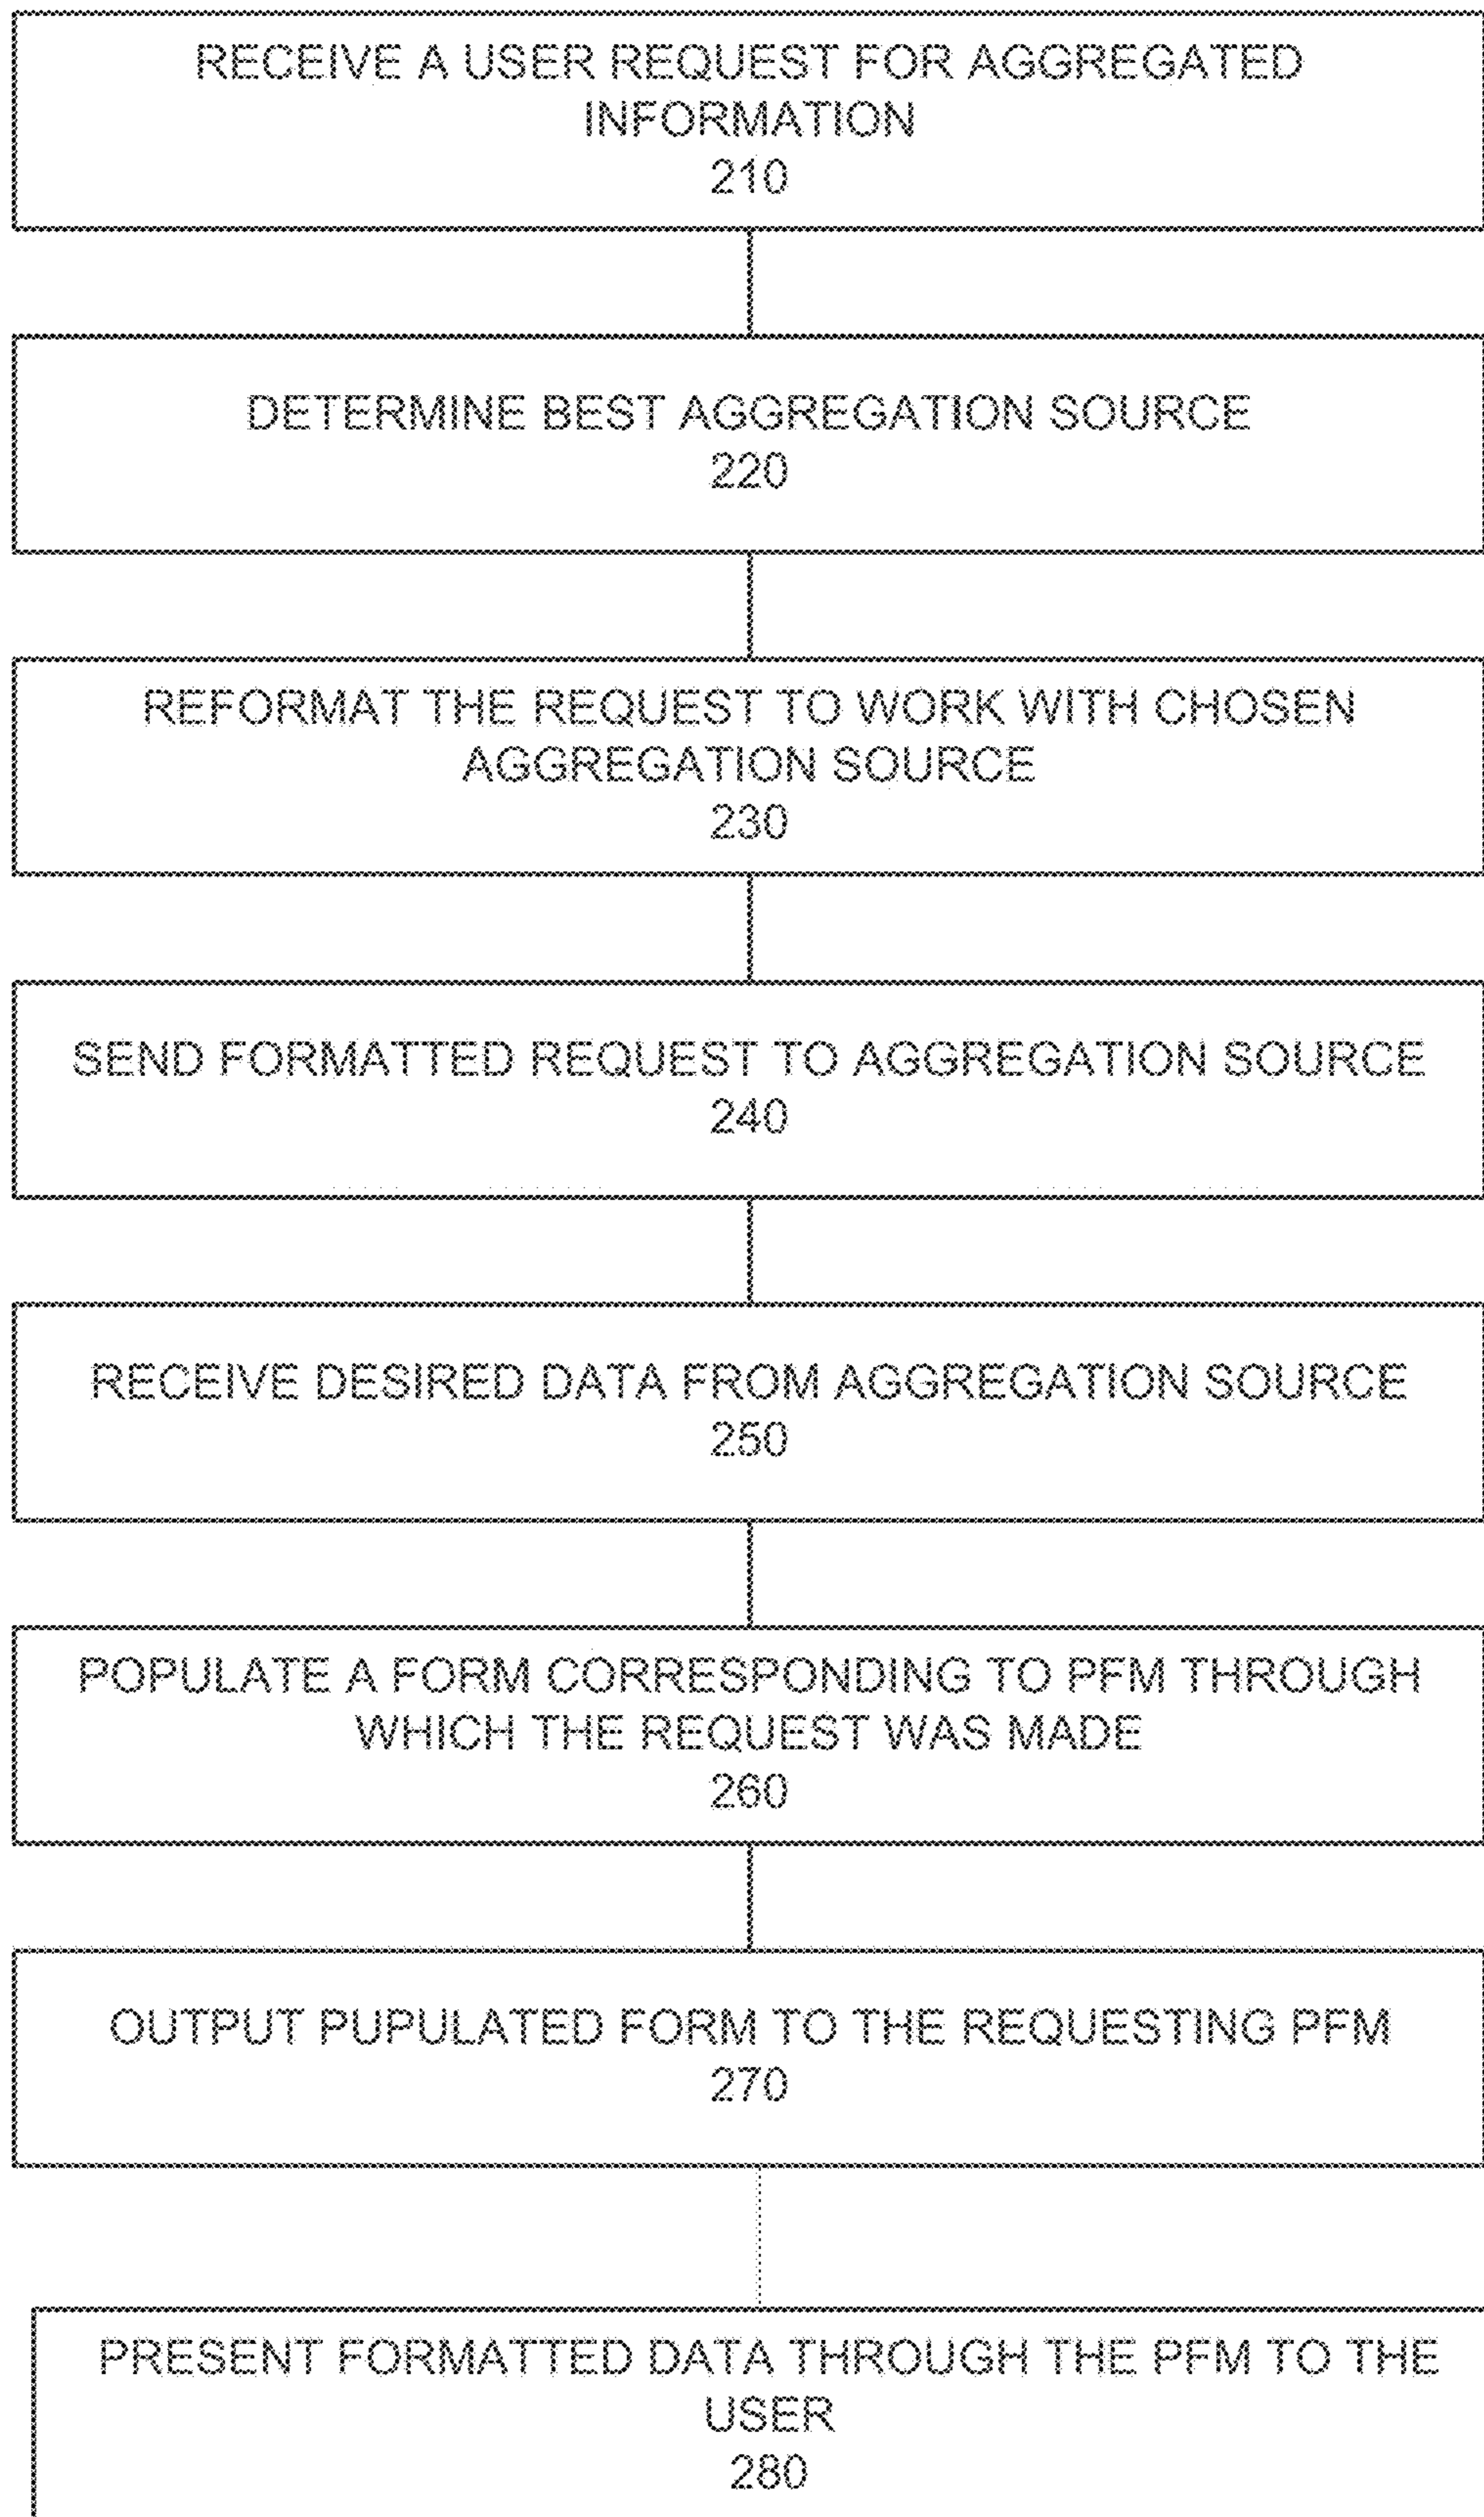 RECEIVE A USER REQUEST FOR AGGREGATED
INFORMATION
210
DETERMINE BEST AGGREGATION SOURCE
220
REFORMAT THE REQUEST TO WORK WITH CHOSEN
AGGREGATION SOURCE
230
SEND FORMATTED REQUEST TO AGGREGATION SOURCE
240
RECEIVE DESIRED DATA FROM AGGREGATION SOURCE
250
POPULATE A FORM CORRESPONDING TO PFM THROUGH
WHICH THE REQUEST WAS MADE
260
OUTPUT PUPULATED FORM TO THE REQUESTING PFM
270
PRESENT FORMATTED DATA THROUGH THE PFM TO THE
USER
280